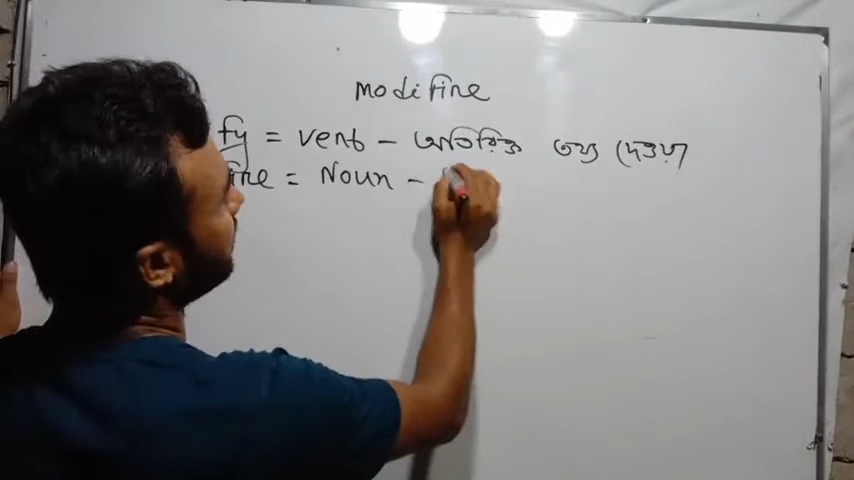 modifine
fy = verb - অতিরিক্ত তথ্য দেওয়া
ine = Noun -